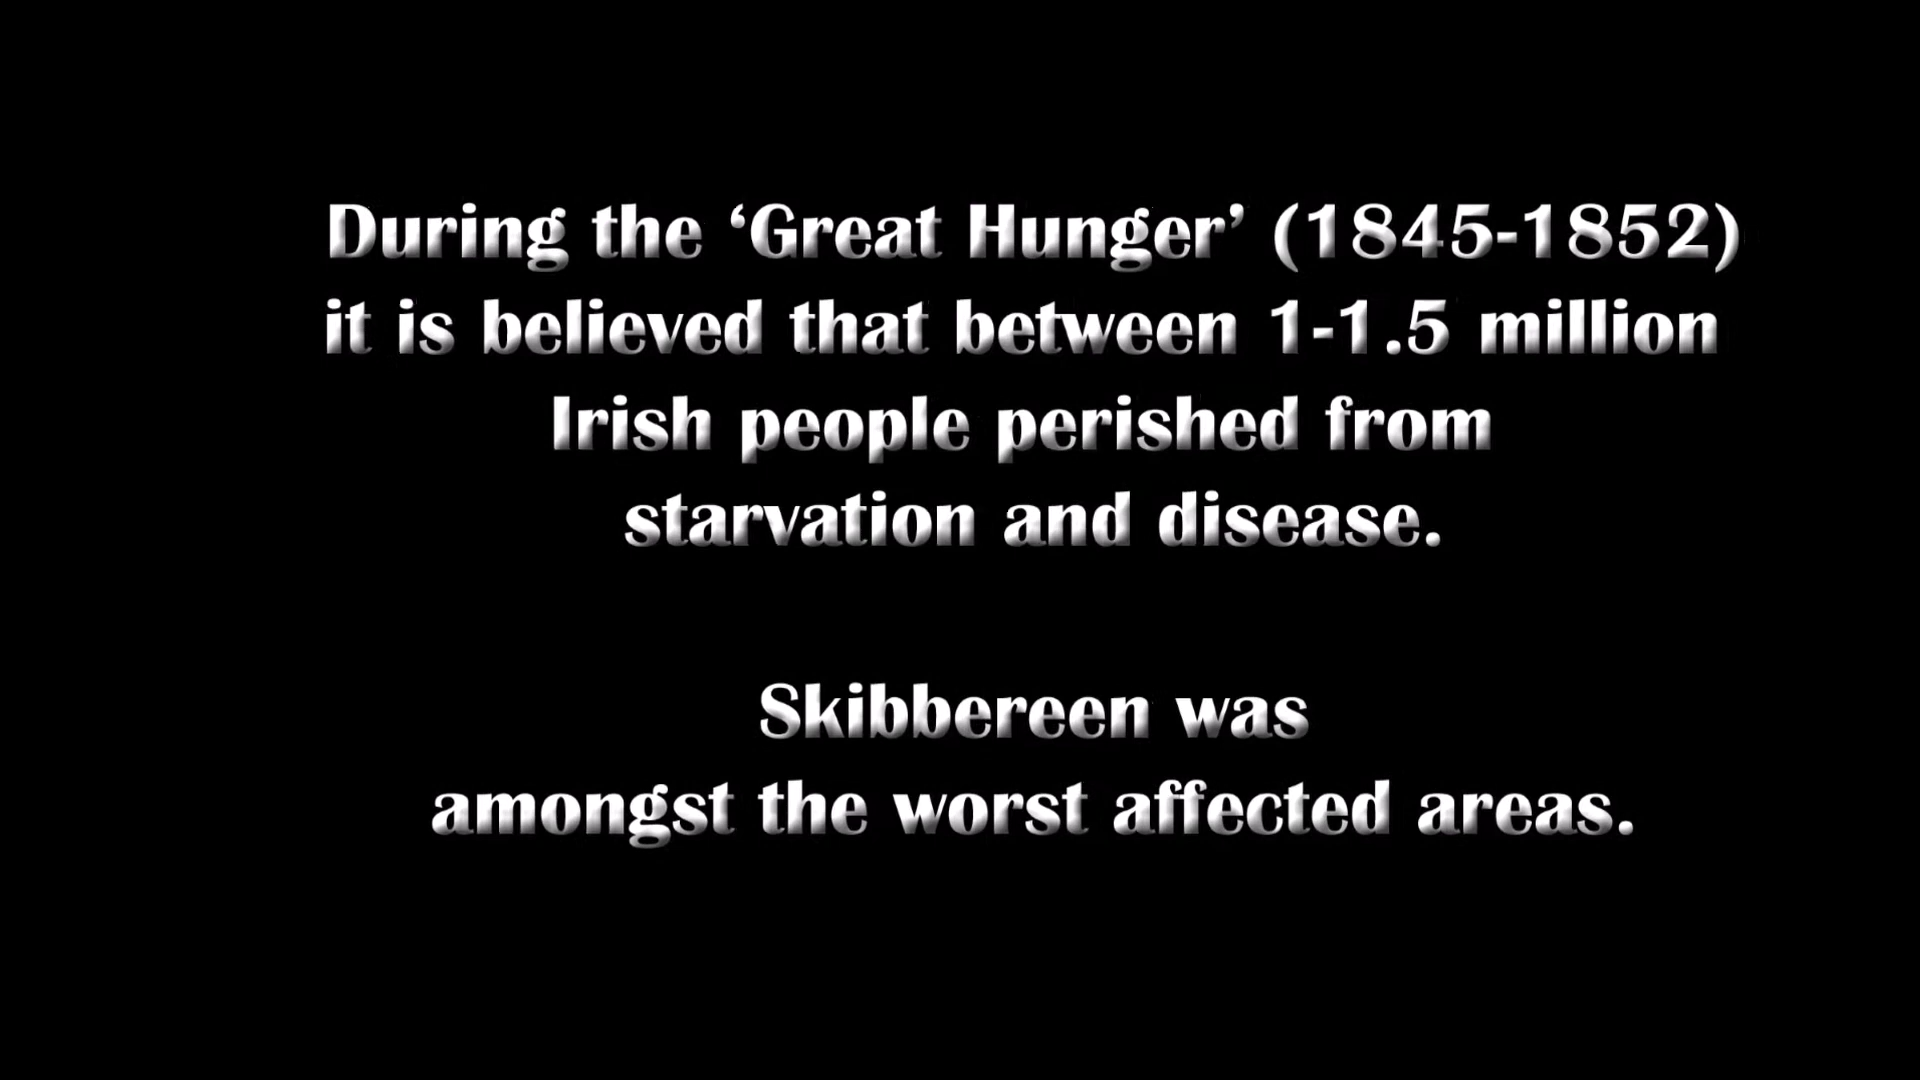 During the ‘Great Hunger’ (1845-1852)
it is believed that between 1-1.5 million
Irish people perished from
starvation and disease.
Skibbereen was
amongst the worst affected areas.